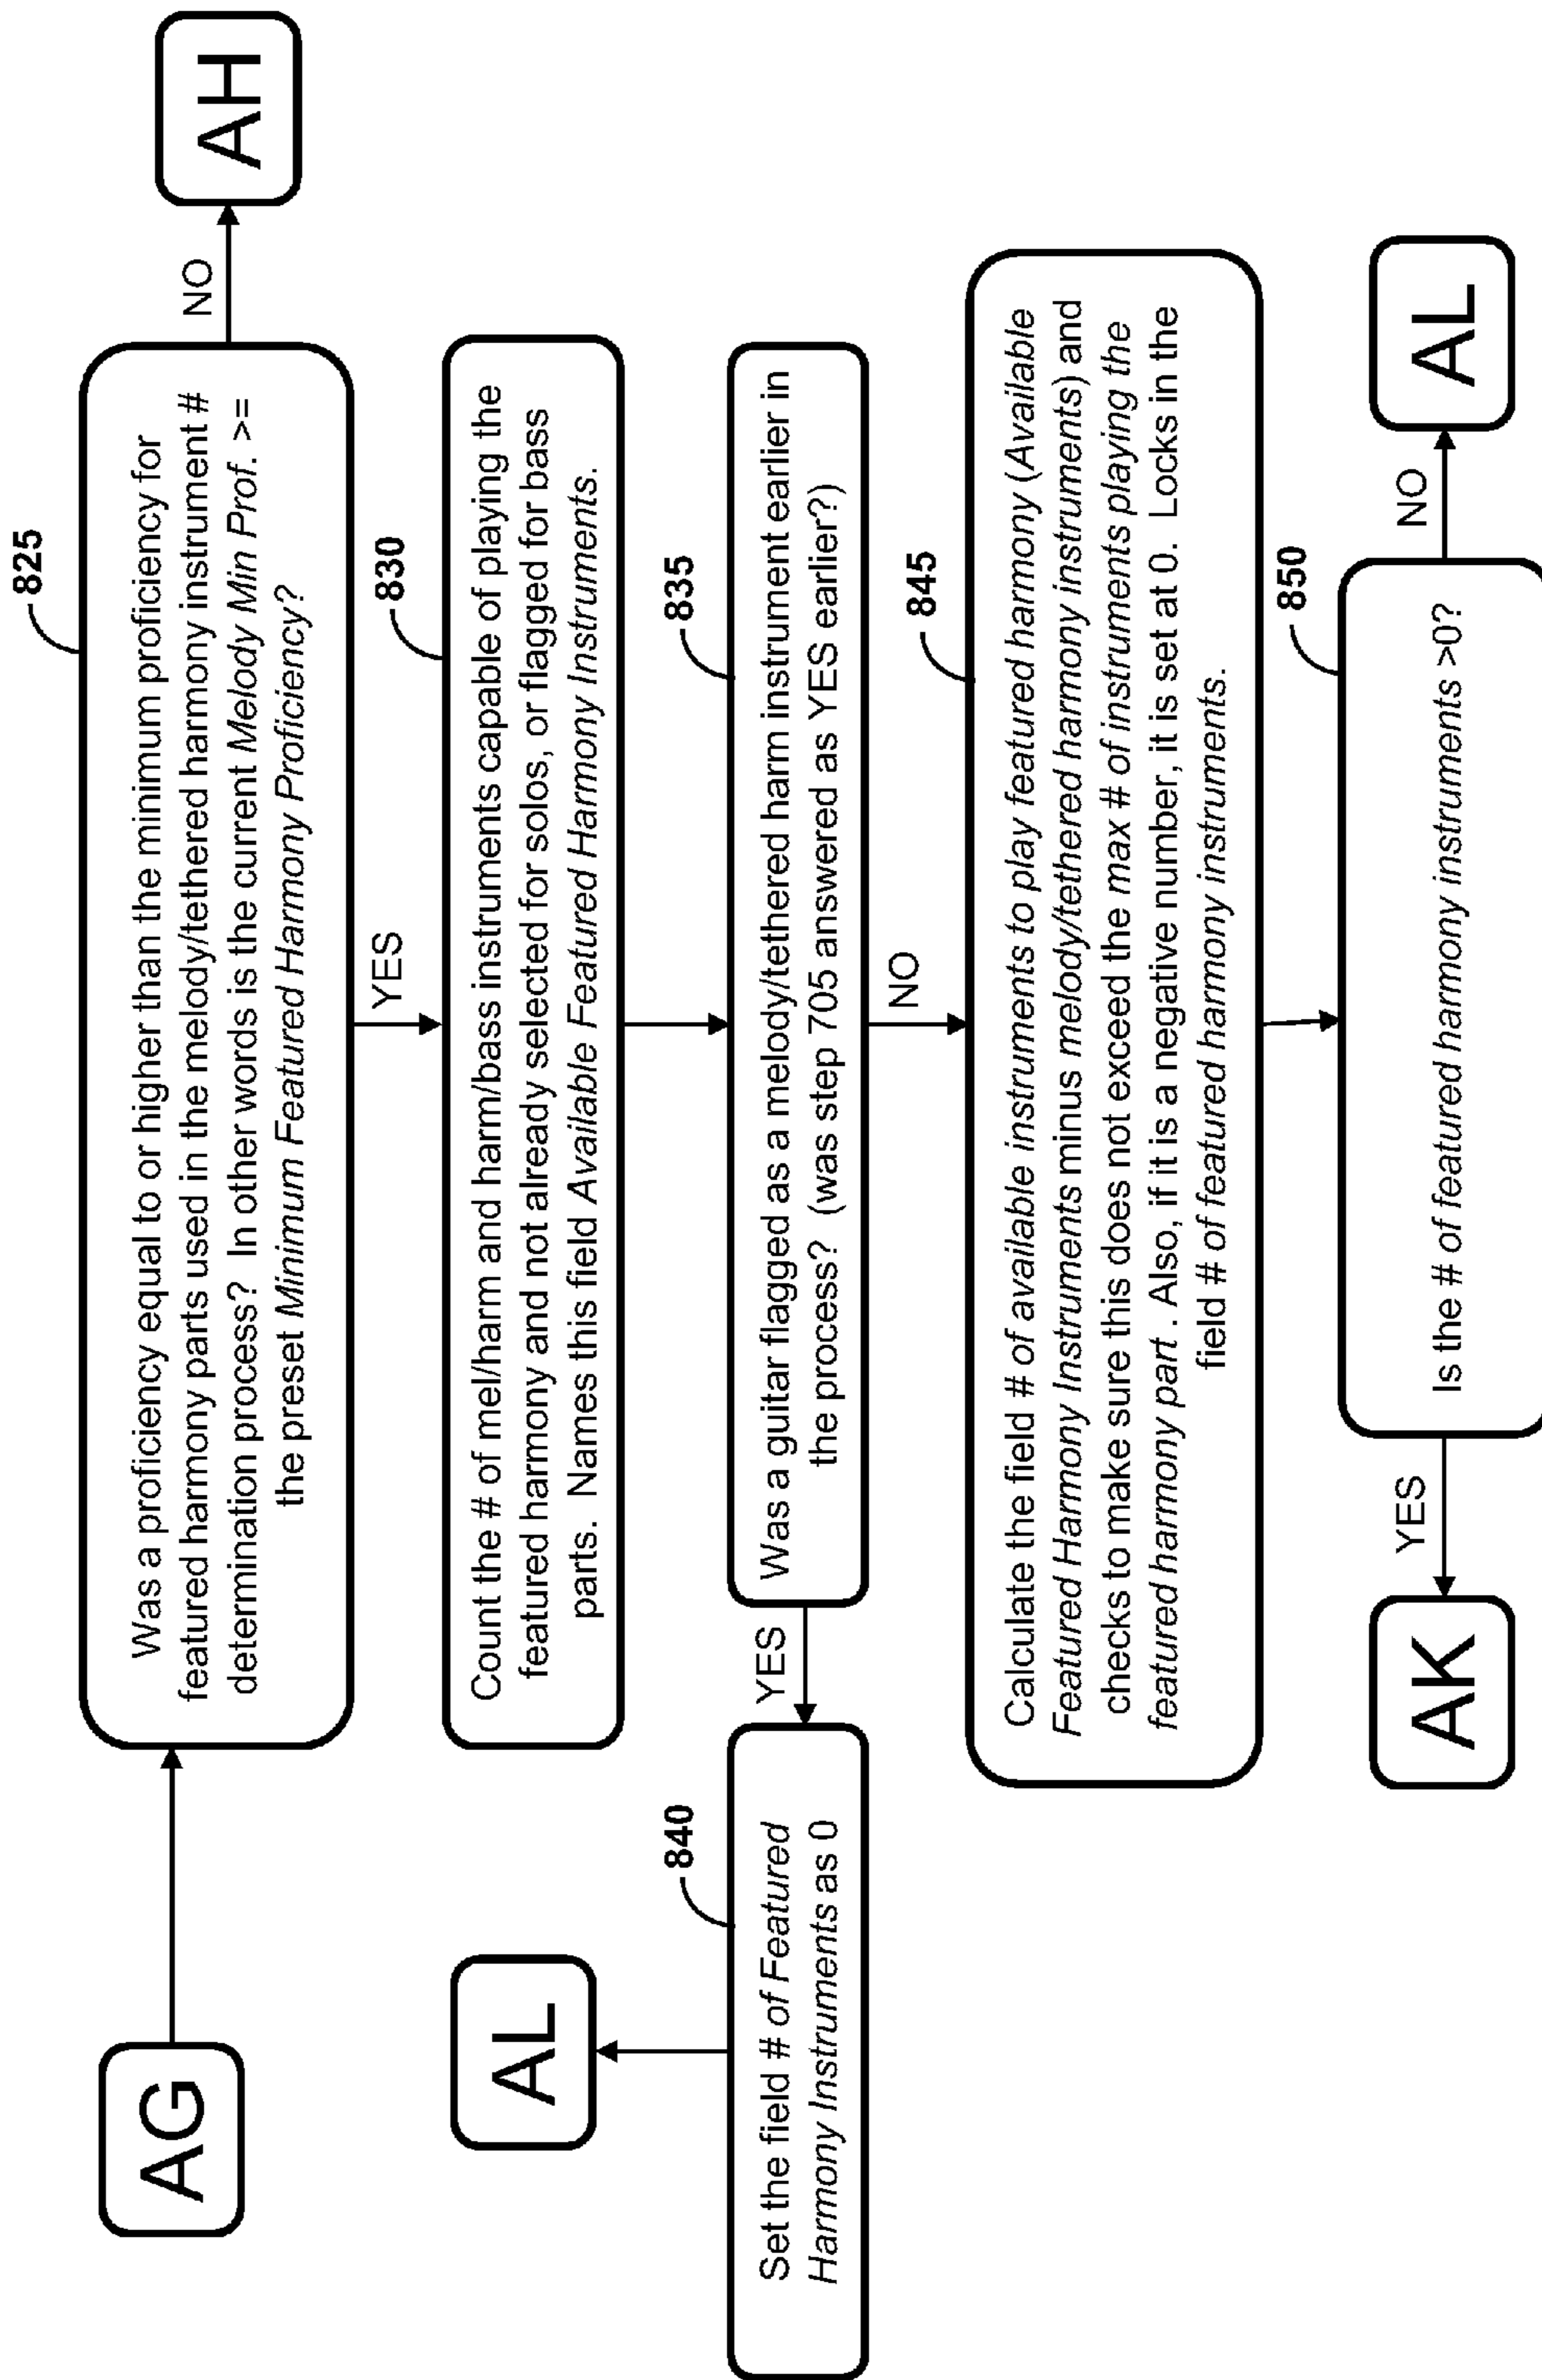 825
AG
Was a proficiency equal to or higher than the minimum proficiency for
featured harmony parts used in the melody/tethered harmony instrument #
determination process? In other words is the current Melody Min Prof. >=
the preset Minimum Featured Harmony Proficiency?
NO
AH
YES
830
Count the # of mel/harm and harm/bass instruments capable of playing the
featured harmony and not already selected for solos, or flagged for bass
parts. Names this field Available Featured Harmony Instruments.
AL
835
840
Set the field # of Featured
Harmony Instruments as 0
YES
Was a guitar flagged as a melody/tethered harm instrument earlier in
the process? (was step 705 answered as YES earlier?)
NO
845
Calculate the field # of available instruments to play featured harmony (Available
Featured Harmony Instruments minus melody/tethered harmony instruments) and
checks to make sure this does not exceed the max # of instruments playing the
featured harmony part . Also, if it is a negative number, it is set at 0. Locks in the
field # of featured harmony instruments.
850
AK
YES
Is the # of featured harmony instruments >0?
NO
AL